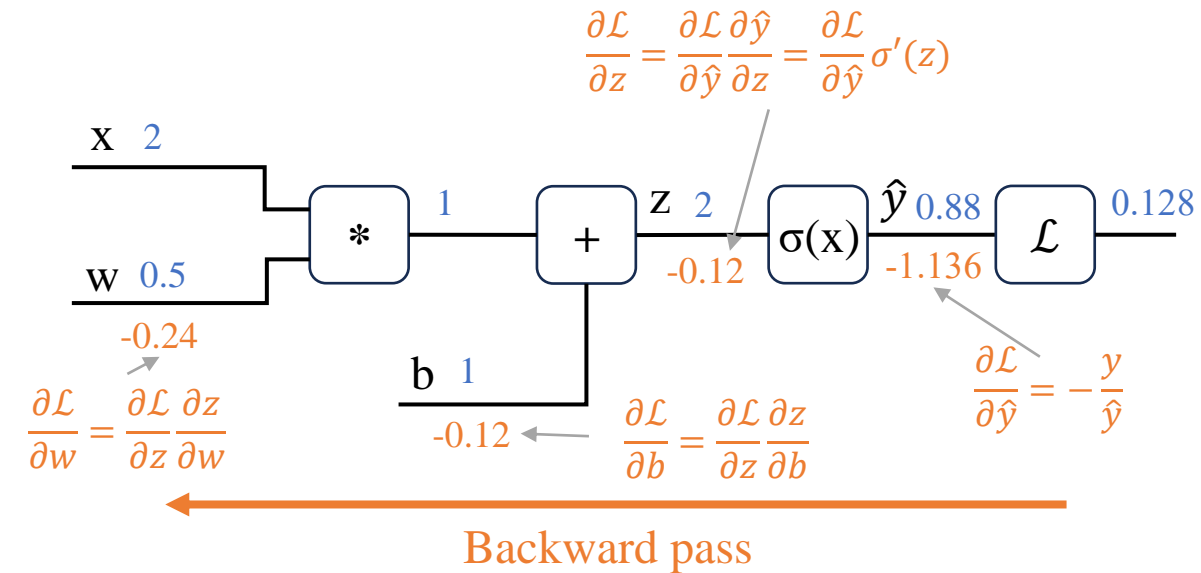 ∂ℒ/∂z = ∂ℒ/∂ŷ ∂ŷ/∂z = ∂ℒ/∂ŷ σ′(z)
x 2
* 1 + z 2 σ(x) ŷ 0.88 ℒ 0.128
-0.12 -1.136
w 0.5
-0.24
∂ℒ/∂w = ∂ℒ/∂z ∂z/∂w
b 1
-0.12
∂ℒ/∂b = ∂ℒ/∂z ∂z/∂b
∂ℒ/∂ŷ = − y/ŷ
Backward pass